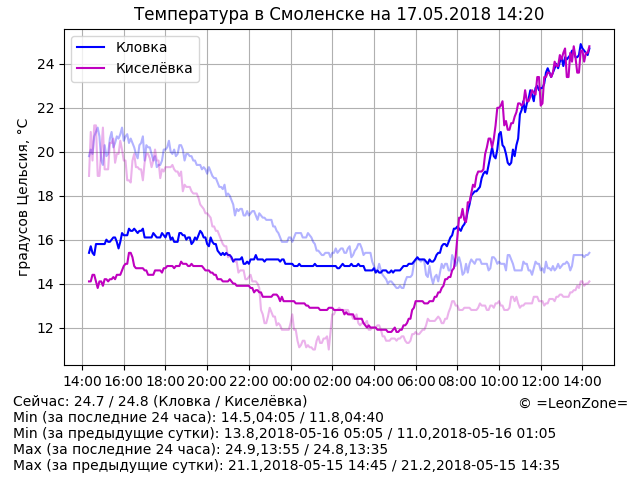 Температура в Смоленске на 17.05.2018 14:20
Кловка
Киселёвка
градусов Цельсия, °C
24
22
20
18
16
14
12
14:00 16:00 18:00 20:00 22:00 00:00 02:00 04:00 06:00 08:00 10:00 12:00 14:00
Сейчас: 24.7 / 24.8 (Кловка / Киселёвка)
© =LeonZone=
Min (за последние 24 часа): 14.5,04:05 / 11.8,04:40
Min (за предыдущие сутки): 13.8,2018-05-16 05:05 / 11.0,2018-05-16 01:05
Max (за последние 24 часа): 24.9,13:55 / 24.8,13:35
Max (за предыдущие сутки): 21.1,2018-05-15 14:45 / 21.2,2018-05-15 14:35